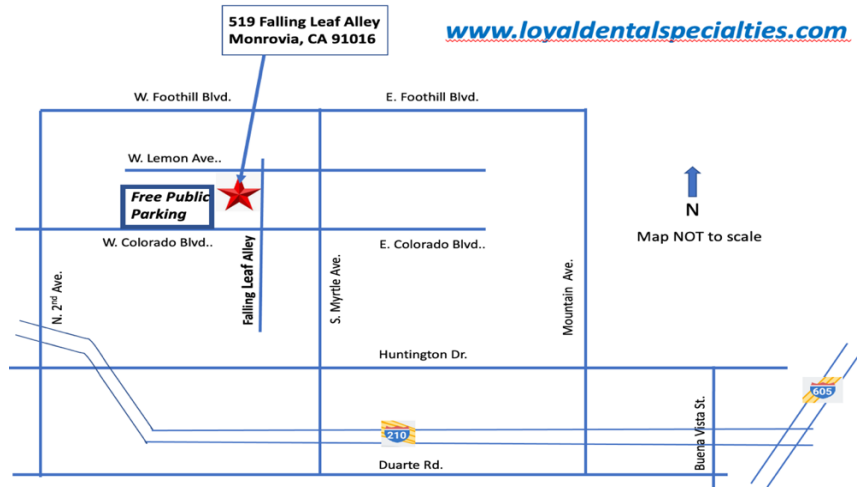 519 Falling Leaf Alley
Monrovia, CA 91016
www.loyaldentalspecialties.com
W. Foothill Blvd.
E. Foothill Blvd.
W. Lemon Ave..
Free Public
Parking
N
Map NOT to scale
W. Colorado Blvd..
E. Colorado Blvd..
N. 2nd Ave.
Falling Leaf Alley
S. Myrtle Ave.
Mountain Ave.
Huntington Dr.
605
210
Buena Vista St.
Duarte Rd.